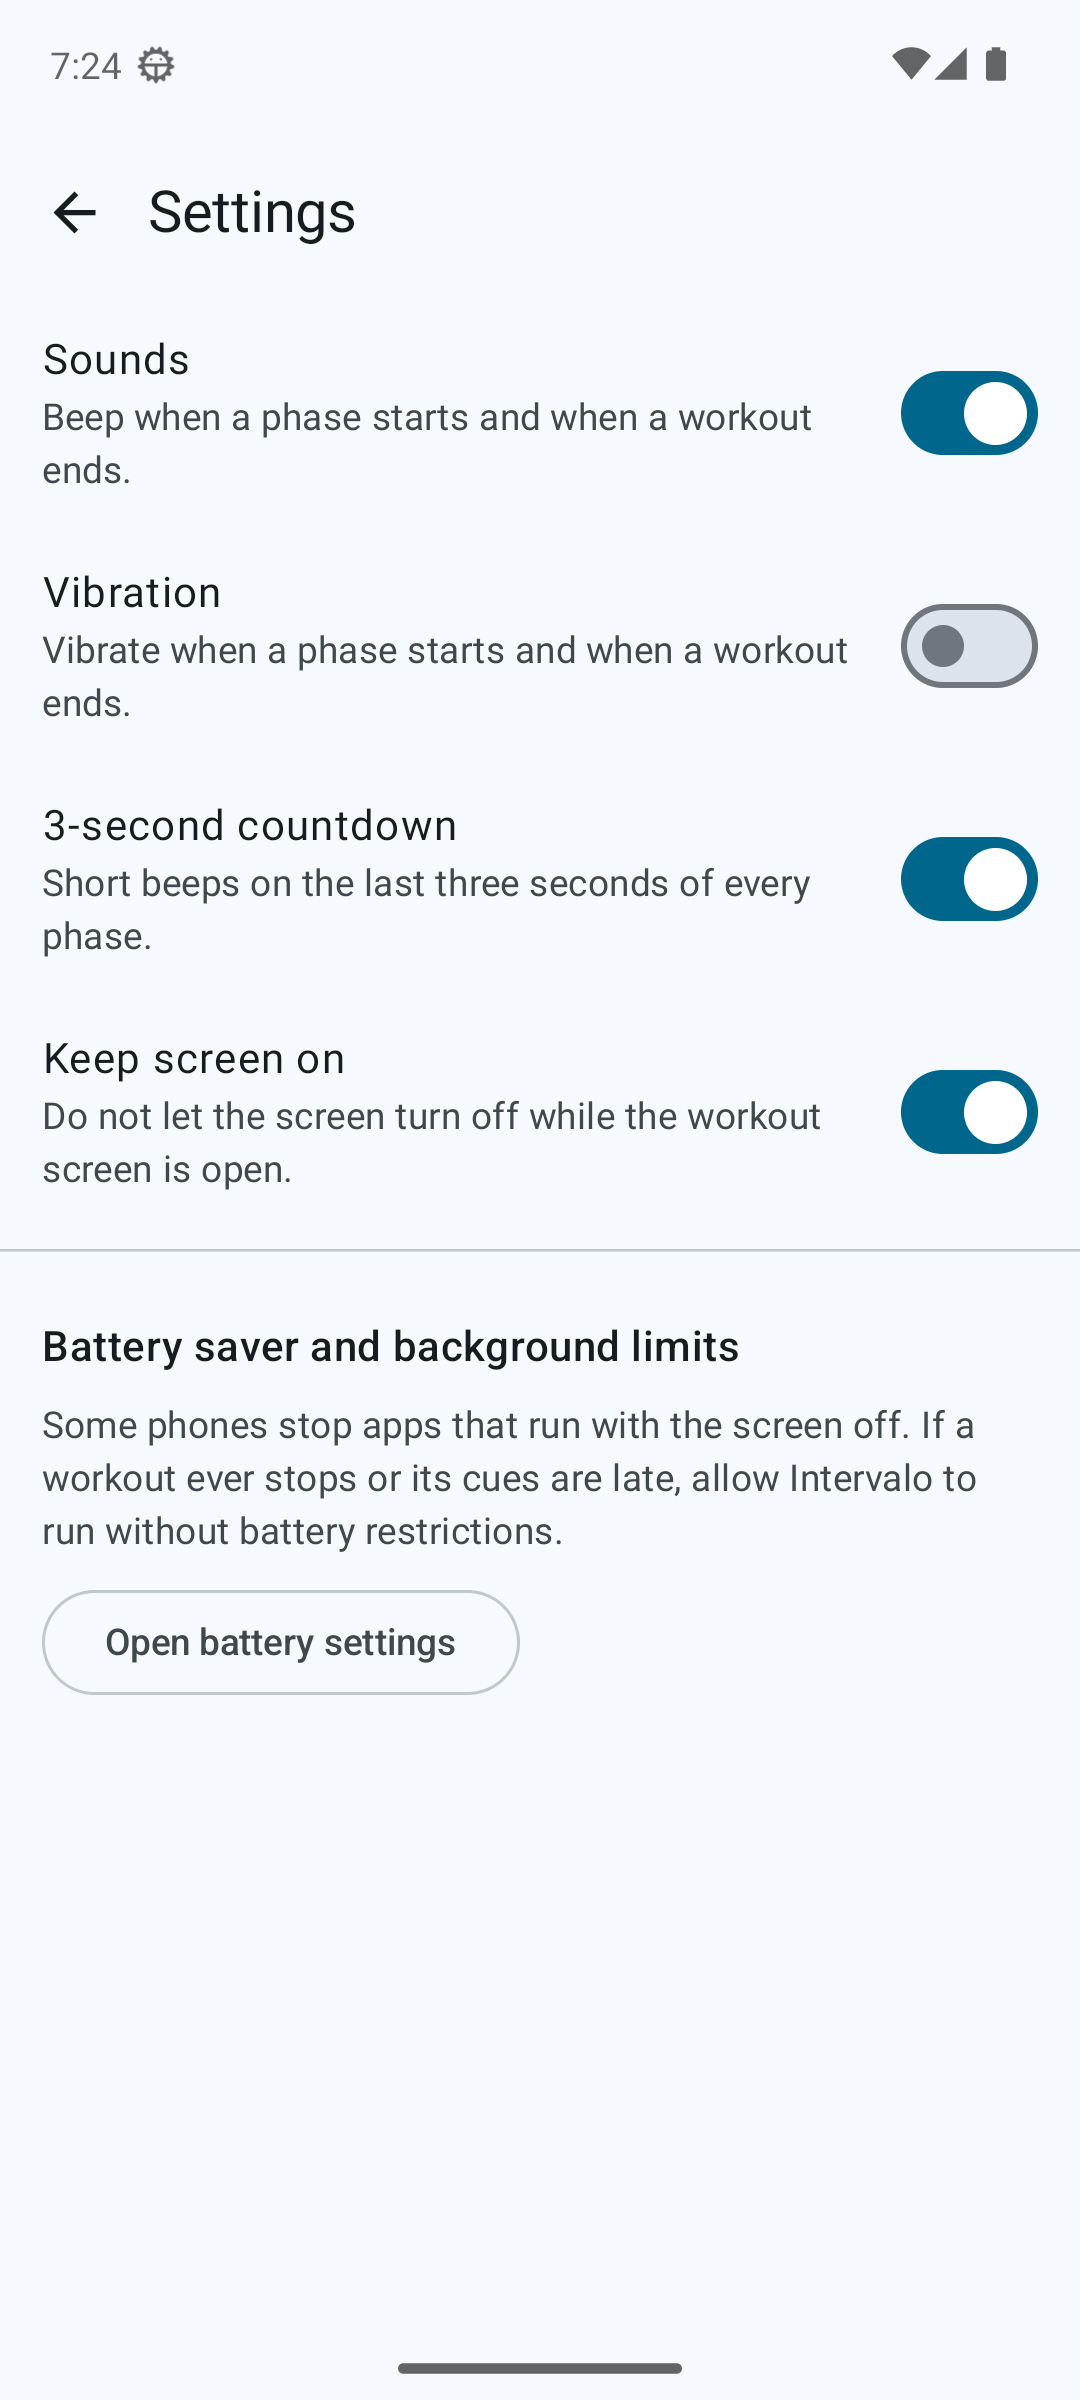 7:24
Settings
Sounds
Beep when a phase starts and when a workout
ends.
Vibration
Vibrate when a phase starts and when a workout
ends.
3-second countdown
Short beeps on the last three seconds of every
phase.
Keep screen on
Do not let the screen turn off while the workout
screen is open.
Battery saver and background limits
Some phones stop apps that run with the screen off. If a
workout ever stops or its cues are late, allow Intervalo to
run without battery restrictions.
Open battery settings